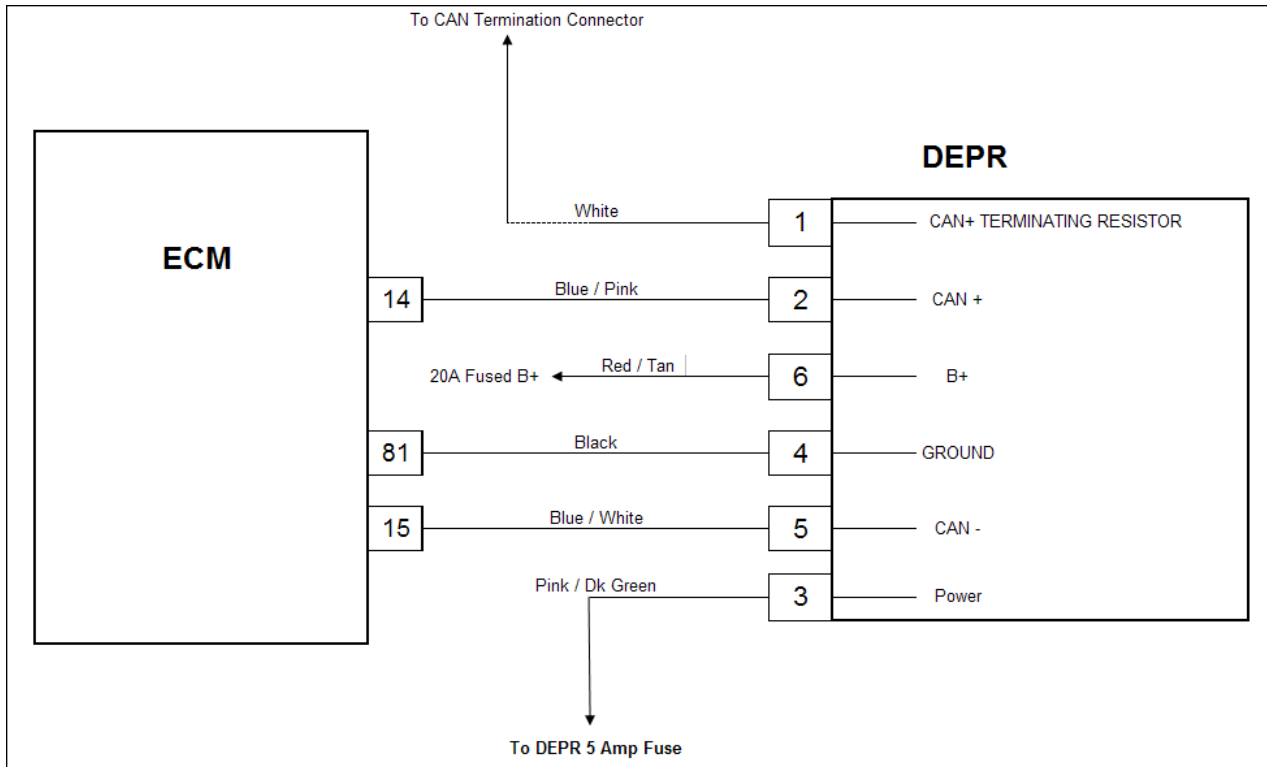 To CAN Termination Connector
DEPR
White
1
CAN+ TERMINATING RESISTOR
ECM
14
Blue / Pink
2
CAN +
20A Fused B+
Red / Tan
6
B+
81
Black
4
GROUND
15
Blue / White
5
CAN -
Pink / Dk Green
3
Power
To DEPR 5 Amp Fuse